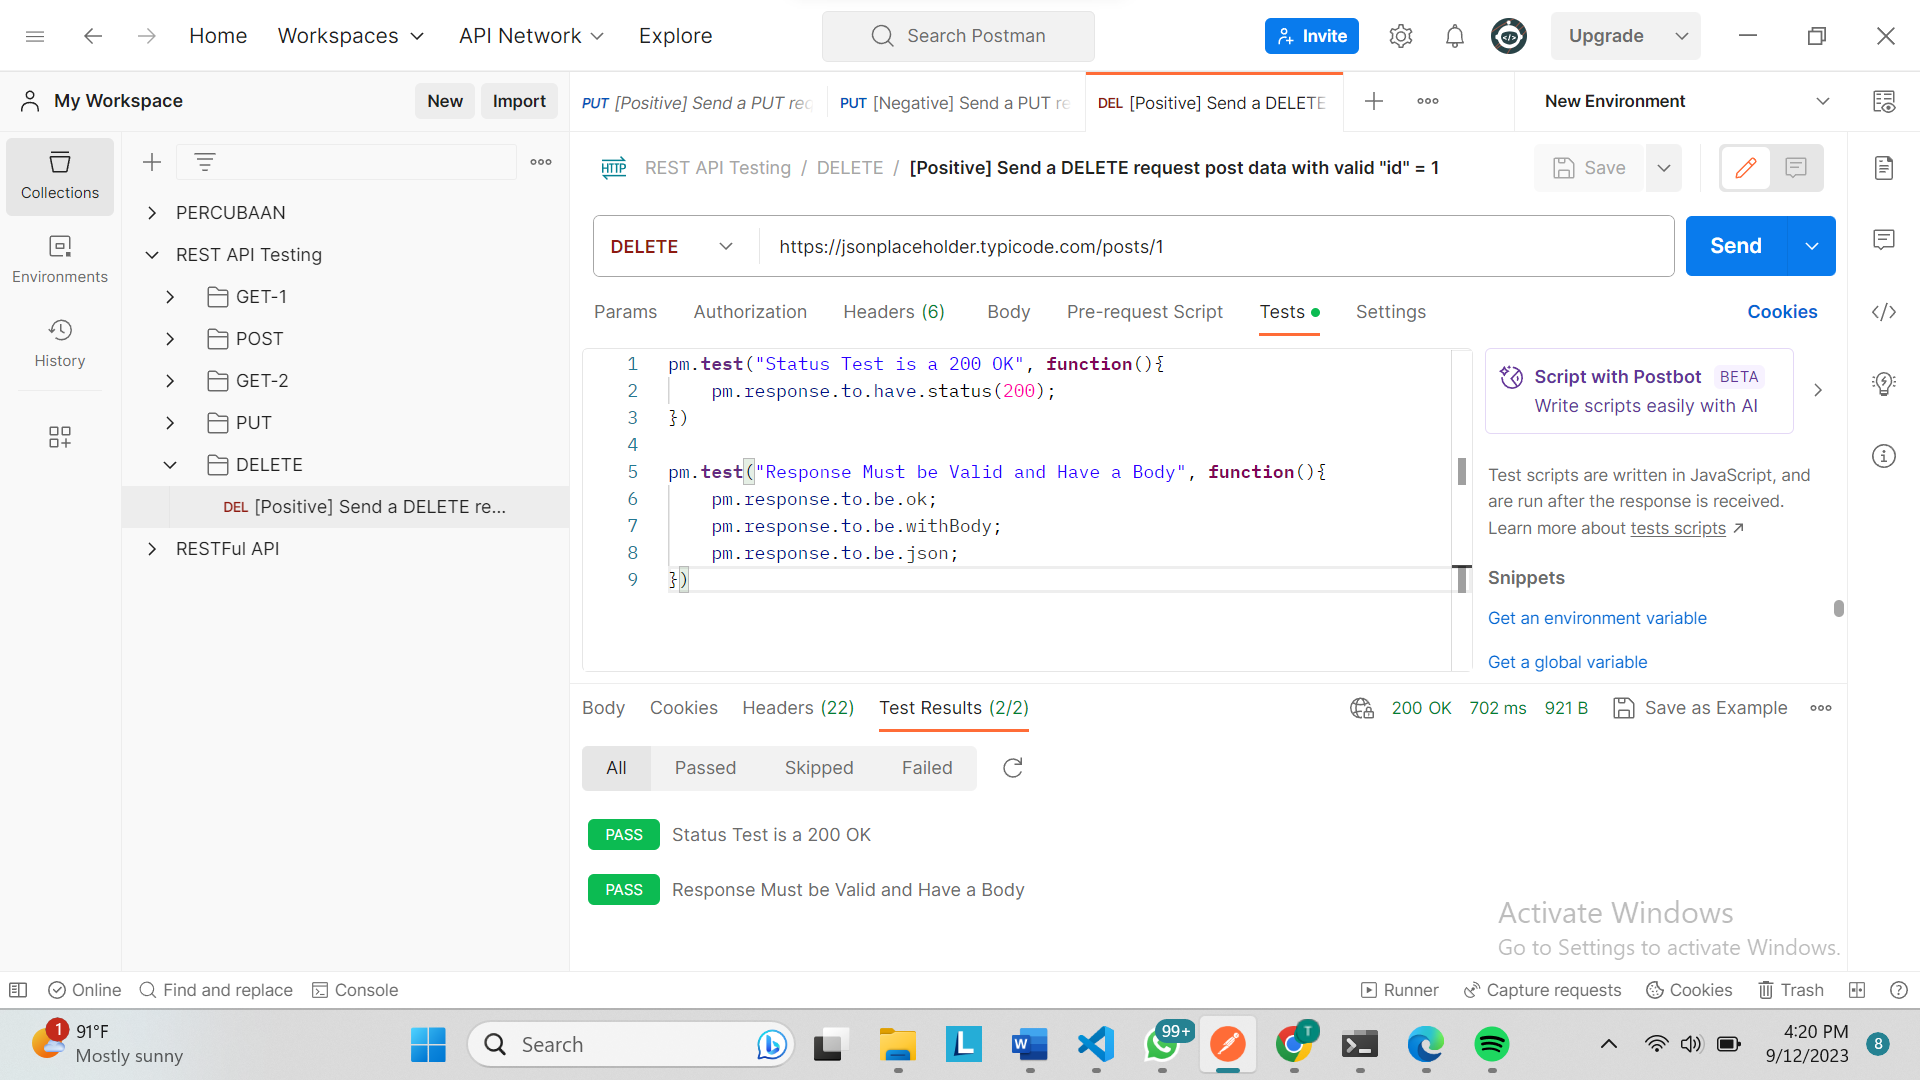 Home
Workspaces
API Network
Explore
Search Postman
Invite
Upgrade
My Workspace
New
Import
PUT [Positive] Send a PUT rec
PUT [Negative] Send a PUT re
DEL [Positive] Send a DELETE
New Environment
Collections
Environments
History
PERCUBAAN
REST API Testing
GET-1
POST
GET-2
PUT
DELETE
DEL [Positive] Send a DELETE re...
RESTFul API
HTTP REST API Testing / DELETE / [Positive] Send a DELETE request post data with valid "id" = 1
Save
DELETE
https://jsonplaceholder.typicode.com/posts/1
Send
Params
Authorization
Headers (6)
Body
Pre-request Script
Tests
Settings
Cookies
1 pm.test("Status Test is a 200 OK", function(){
2 pm.response.to.have.status(200);
3 })
4
5 pm.test("Response Must be Valid and Have a Body", function(){
6 pm.response.to.be.ok;
7 pm.response.to.be.withBody;
8 pm.response.to.be.json;
9 })
Script with Postbot BETA
Write scripts easily with AI
Test scripts are written in JavaScript, and
are run after the response is received.
Learn more about tests scripts
Snippets
Get an environment variable
Get a global variable
Body
Cookies
Headers (22)
Test Results (2/2)
200 OK
702 ms
921 B
Save as Example
All
Passed
Skipped
Failed
PASS Status Test is a 200 OK
PASS Response Must be Valid and Have a Body
Activate Windows
Go to Settings to activate Windows.
Online
Find and replace
Console
Runner
Capture requests
Cookies
Trash
1
91°F
Mostly sunny
Search
L
W
99+
T
4:20 PM
9/12/2023
8